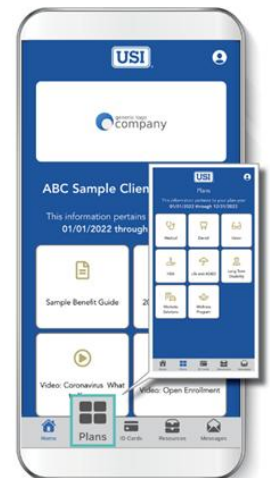 USI
generic logo
company
ABC Sample Clien
This information pertains
01/01/2022 through
Sample Benefit Guide
20
Video: Coronavirus What
Video: Open Enrollment
Home
Plans
ID Cards
Resources
Messages
USI
Plans
This information pertains to your plan year
01/01/2022 through 12/31/2022
Medical
Dental
Vision
FSA
Life and AD&D
Long Term
Disability
Worksite
Solutions
Wellness
Program